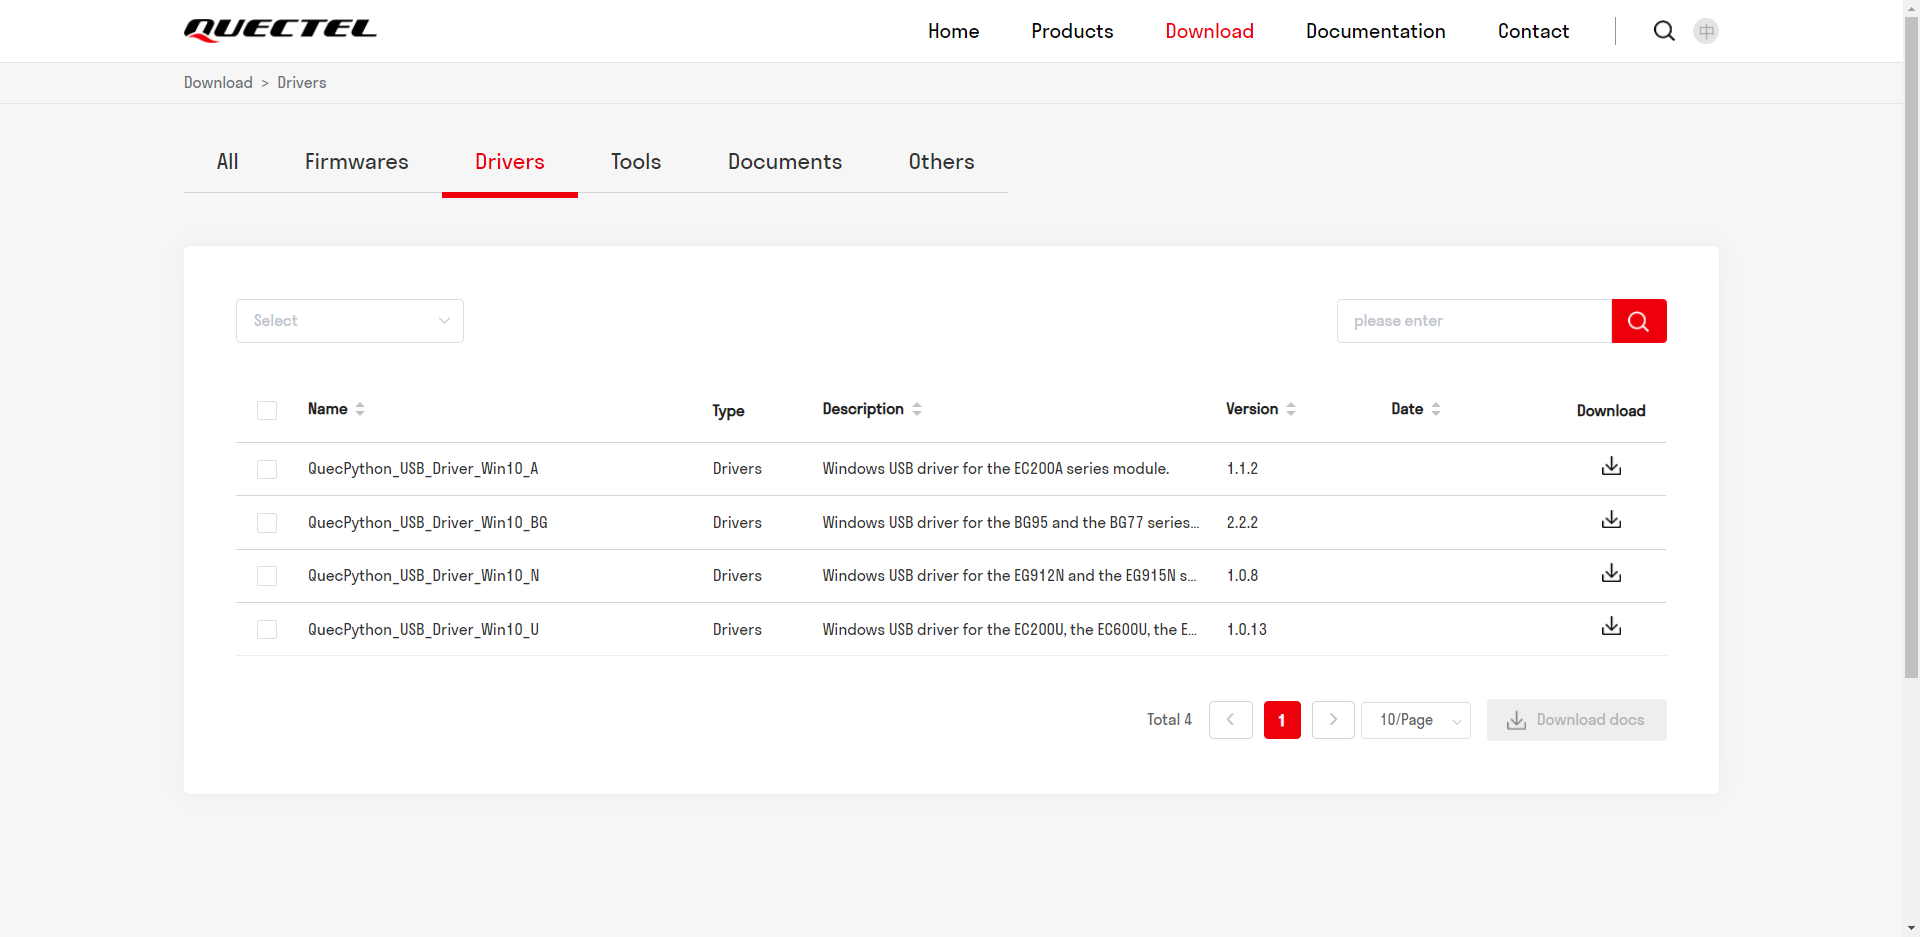 QUECTEL
Home Products Download Documentation Contact 中
Download > Drivers
All Firmwares Drivers Tools Documents Others
Select please enter
Name Type Description Version Date Download
QuecPython_USB_Driver_Win10_A Drivers Windows USB driver for the EC200A series module. 1.1.2
QuecPython_USB_Driver_Win10_BG Drivers Windows USB driver for the BG95 and the BG77 series... 2.2.2
QuecPython_USB_Driver_Win10_N Drivers Windows USB driver for the EG912N and the EG915N s... 1.0.8
QuecPython_USB_Driver_Win10_U Drivers Windows USB driver for the EC200U, the EC600U, the E... 1.0.13
Total 4 1 10/Page Download docs